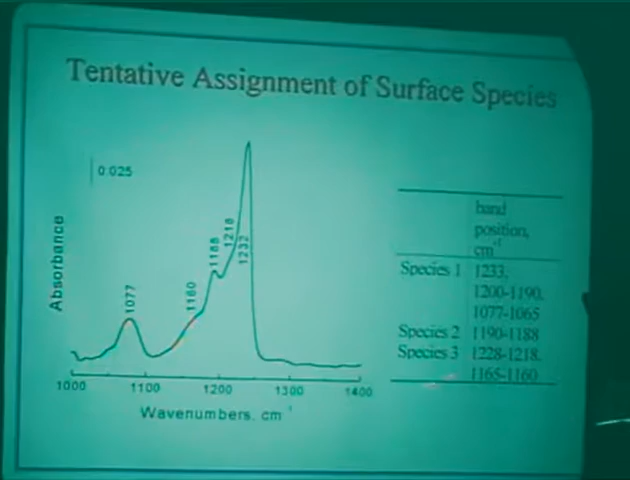 Tentative Assignment of Surface Species
0.025
Absorbance
1077
1160
1188
1218
1232
1000 1100 1200 1300 1400
Wavenumbers, cm⁻¹
band
position,
cm⁻¹
Species 1 1233,
1200-1190,
1077-1065
Species 2 1190-1188
Species 3 1228-1218,
1165-1160